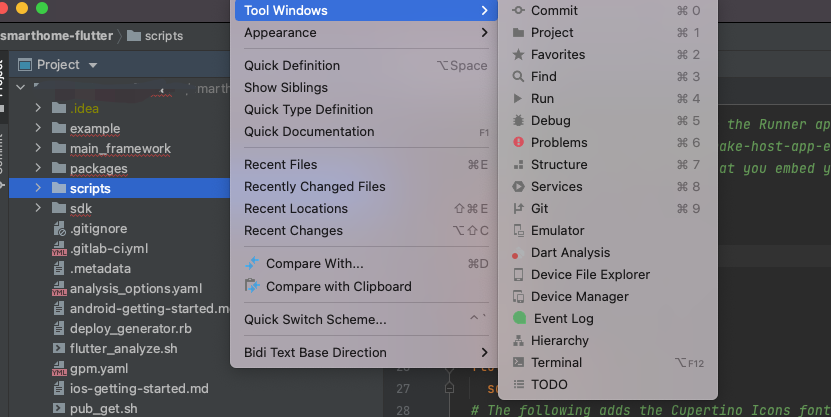 smarthome-flutter
scripts
Project
Project
.idea
example
main_framework
packages
scripts
sdk
.gitignore
.gitlab-ci.yml
.metadata
analysis_options.yaml
android-getting-started.m
deploy_generator.rb
flutter_analyze.sh
gpm.yaml
ios-getting-started.md
pub_get.sh
Tool Windows
Appearance
Quick Definition ⌥Space
Show Siblings
Quick Type Definition
Quick Documentation F1
Recent Files ⌘E
Recently Changed Files
Recent Locations ⇧⌘E
Recent Changes ⌥⇧C
Compare With... ⌘D
Compare with Clipboard
Quick Switch Scheme... ⌃`
Bidi Text Base Direction
Commit ⌘0
Project ⌘1
Favorites ⌘2
Find ⌘3
Run ⌘4
Debug ⌘5
Problems ⌘6
Structure ⌘7
Services ⌘8
Git ⌘9
Emulator
Dart Analysis
Device File Explorer
Device Manager
Event Log
Hierarchy
Terminal ⌥F12
TODO
the Runner ap
ake-host-app-e
at you embed y
27
28 # The following adds the Cupertino Icons font